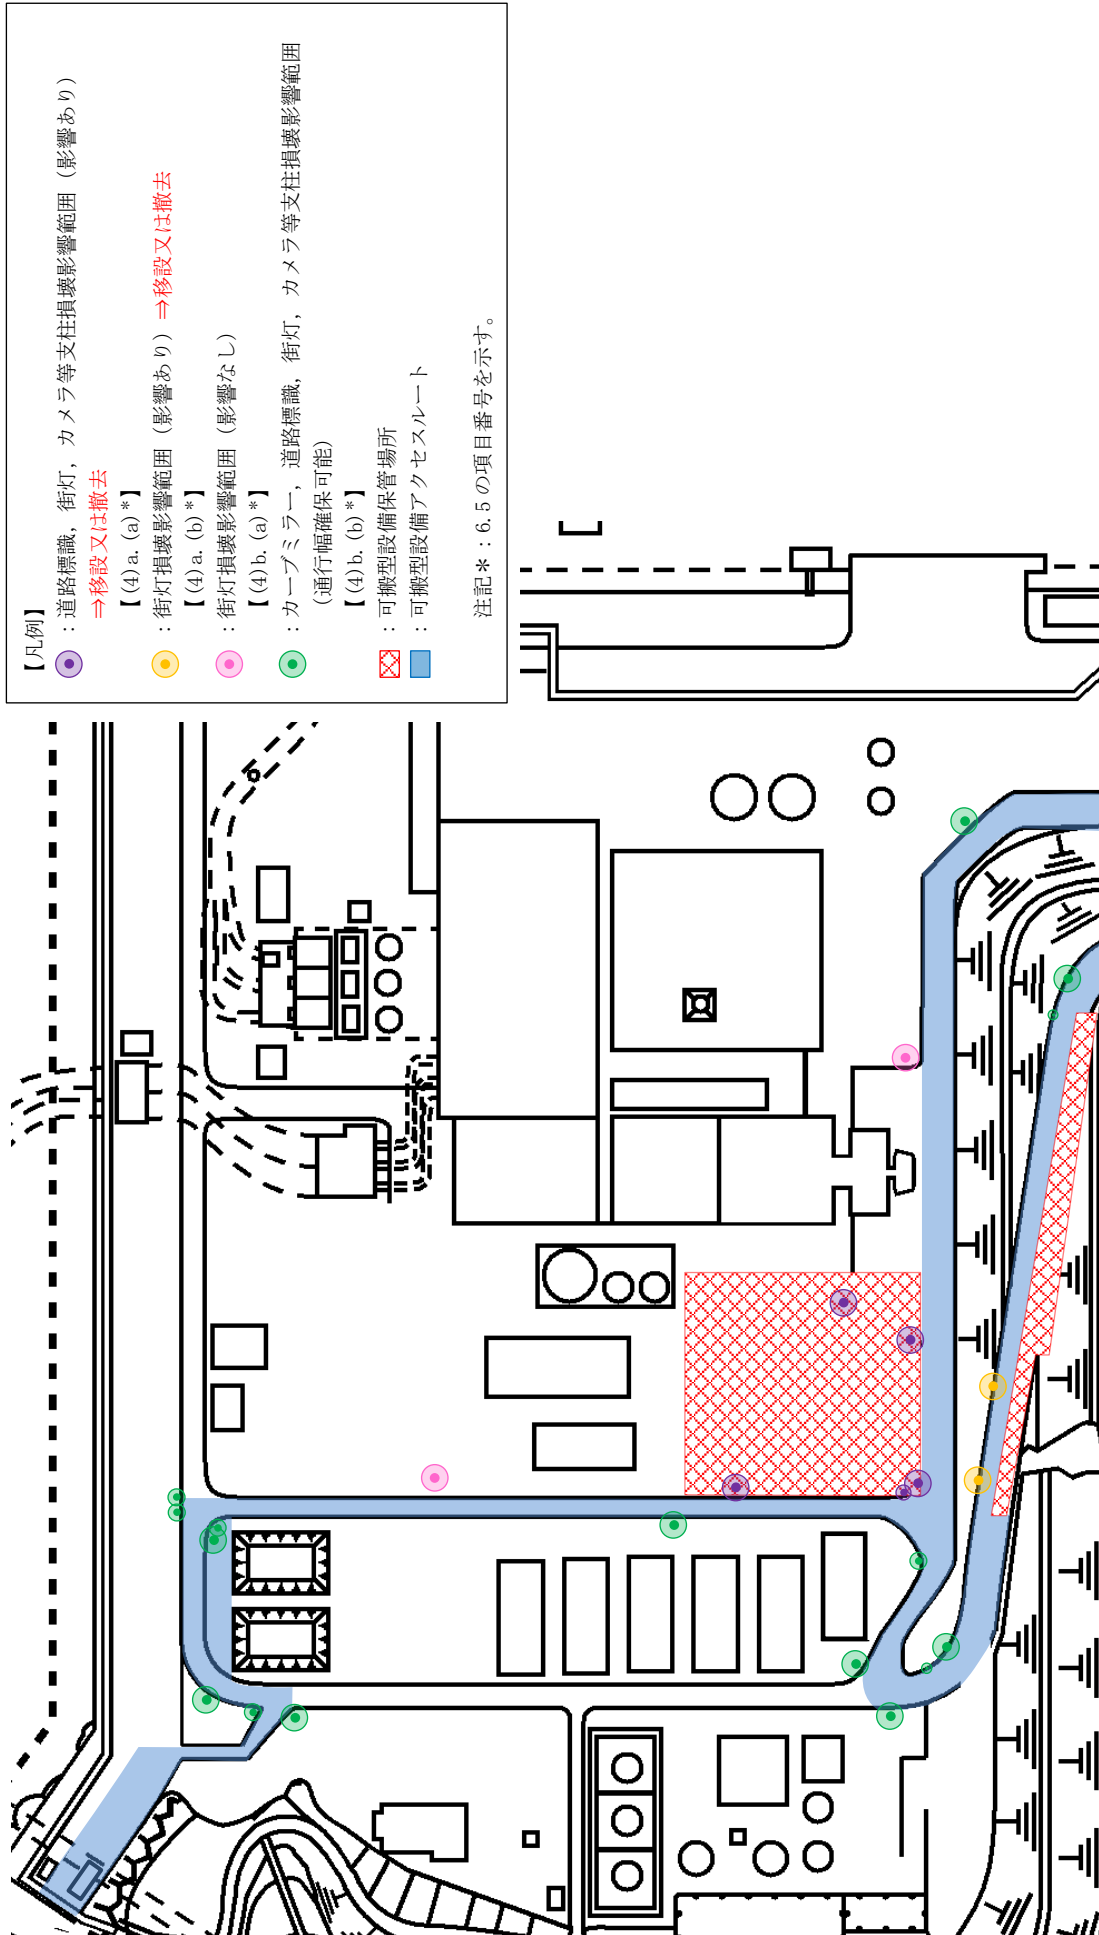 【凡例】
：道路標識，街灯，カメラ等支柱損壊影響範囲（影響あり）
⇒移設又は撤去
【(4)a.(a)*】
：街灯損壊影響範囲（影響あり）⇒移設又は撤去
【(4)a.(b)*】
：街灯損壊影響範囲（影響なし）
【(4)b.(a)*】
：カーブミラー，道路標識，街灯，カメラ等支柱損壊影響範囲
（通行幅確保可能）
【(4)b.(b)*】
：可搬型設備保管場所
：可搬型設備アクセスルート
注記＊：6.5の項目番号を示す。